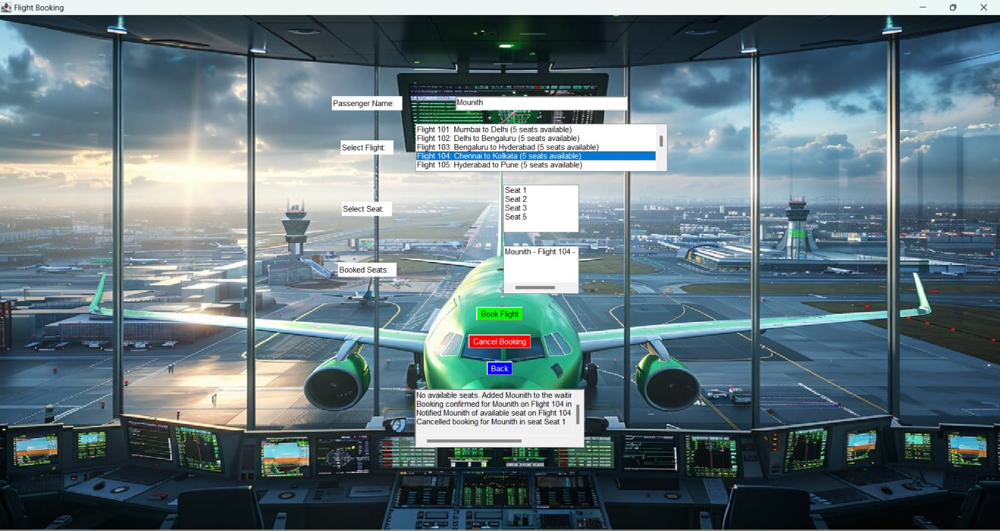 Flight Booking
Passenger Name:
Mounith
Select Flight:
Flight 101: Mumbai to Delhi (5 seats available)
Flight 102: Delhi to Bengaluru (5 seats available)
Flight 103: Bengaluru to Hyderabad (5 seats available)
Flight 104: Chennai to Kolkata (5 seats available)
Flight 105: Hyderabad to Pune (5 seats available)
Select Seat:
Seat 1
Seat 2
Seat 3
Seat 5
Booked Seats:
Mounith - Flight 104 -
Book Flight
Cancel Booking
Back
No available seats. Added Mounith to the
Booking confirmed for Mounith on Flight 104 in
Notified Mounith of available seat on Flight 104
Cancelled booking for Mounith in seat Seat 1